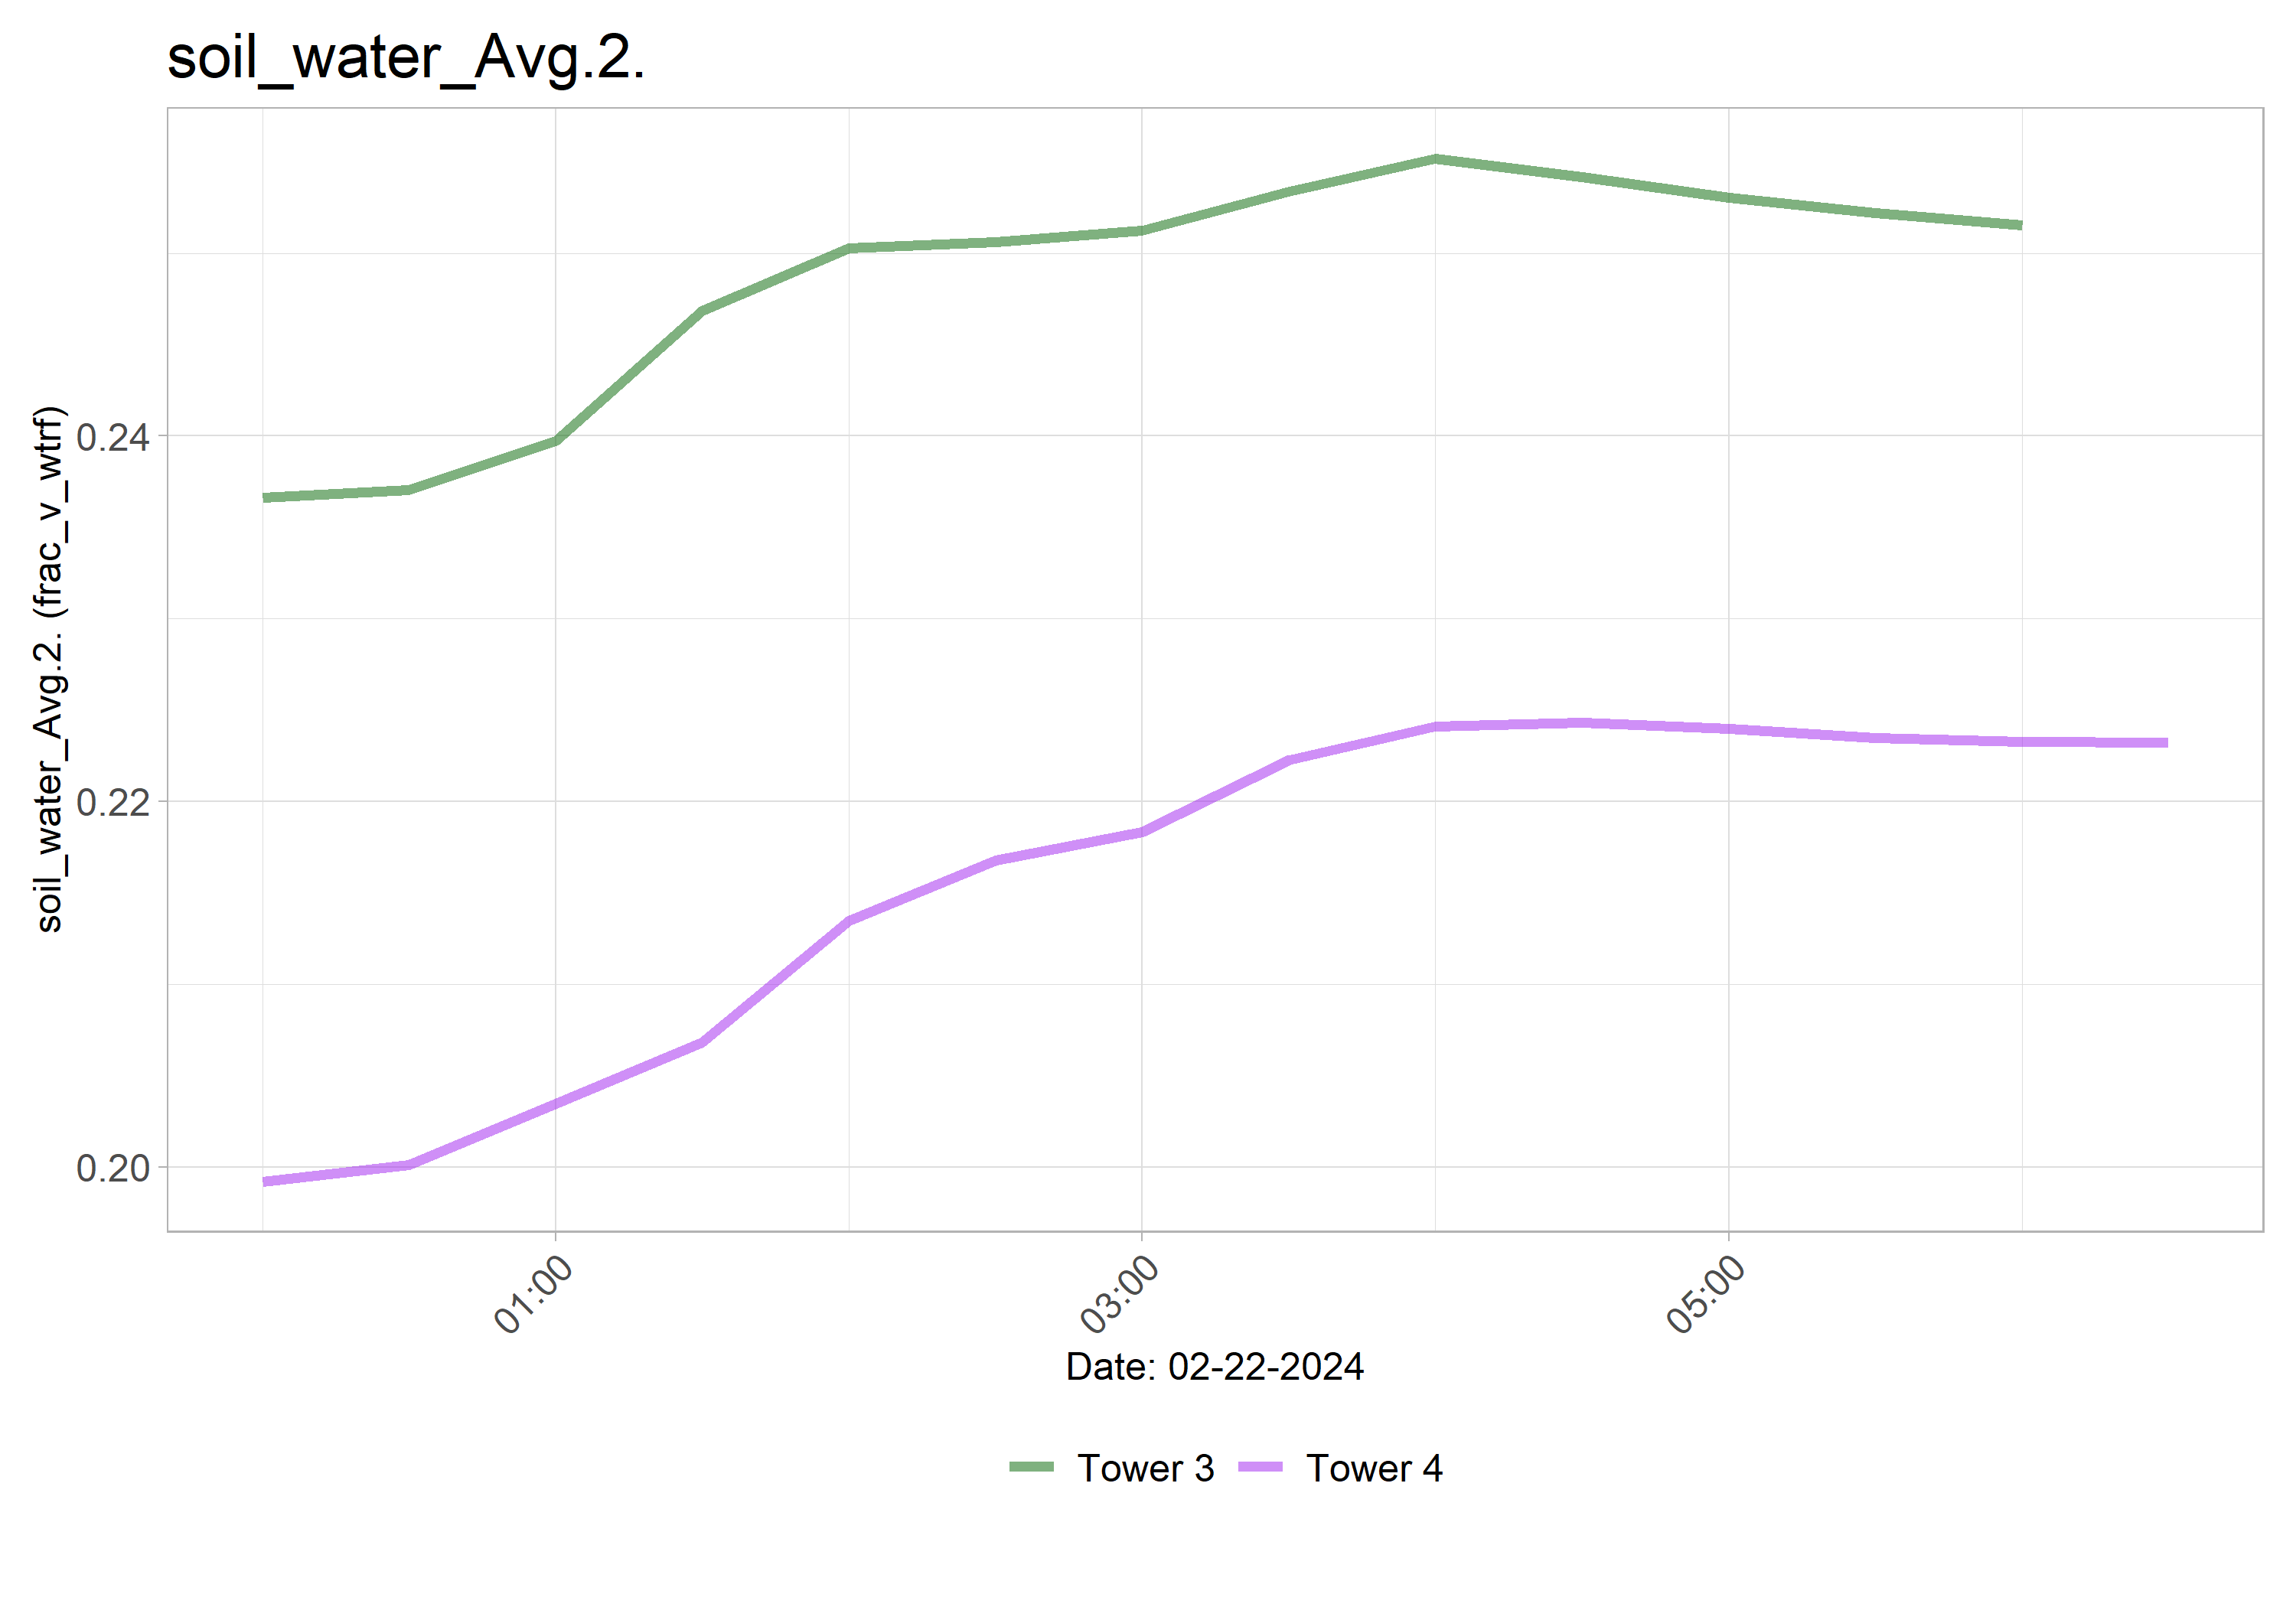 soil_water_Avg.2.
soil_water_Avg.2. (frac_v_wtrf)
0.24
0.22
0.20
01:00
03:00
05:00
Date: 02-22-2024
Tower 3
Tower 4